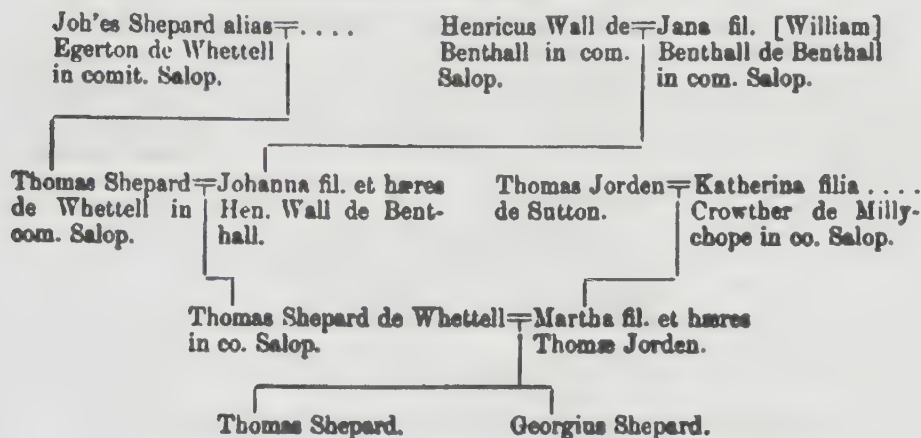 Joh'es Shepard alias=. . . .
Egerton de Whettell
in comit. Salop.
Henricus Wall de=Jana fil. [William]
Benthall in com. Benthall de Benthall
Salop. in com. Salop.
Thomas Shepard=Johanna fil. et hæres
de Whettell in Hen. Wall de Bent-
com. Salop. hall.
Thomas Jorden=Katherina filia . . . .
de Sutton. Crowther de Milly-
chope in co. Salop.
Thomas Shepard de Whettell=Martha fil. et hæres
in co. Salop. Thomæ Jorden.
Thomas Shepard. Georgius Shepard.